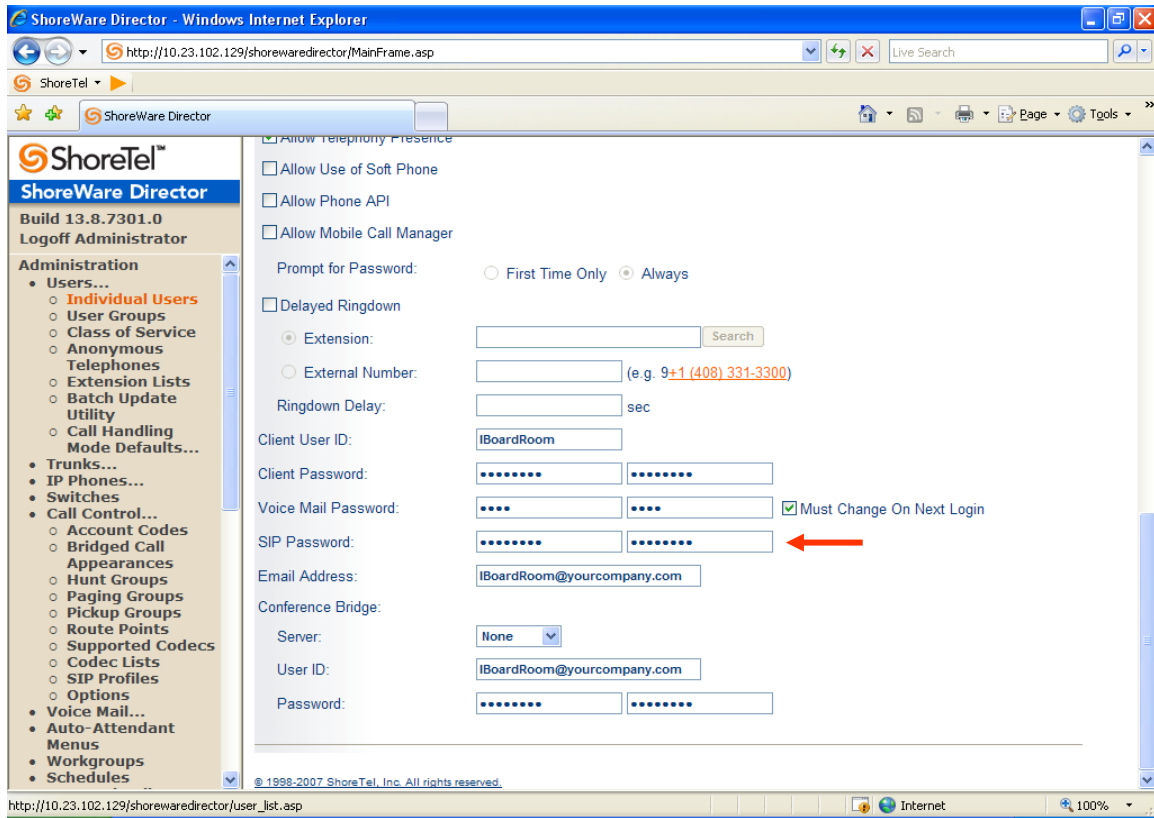 ShoreWare Director - Windows Internet Explorer
http://10.23.102.129/shorewaredirector/MainFrame.asp
Live Search
ShoreTel
ShoreWare Director
Page
Tools
ShoreTel™
ShoreWare Director
Build 13.8.7301.0
Logoff Administrator
Administration
Users...
Individual Users
User Groups
Class of Service
Anonymous
Telephones
Extension Lists
Batch Update
Utility
Call Handling
Mode Defaults...
Trunks...
IP Phones...
Switches
Call Control...
Account Codes
Bridged Call
Appearances
Hunt Groups
Paging Groups
Pickup Groups
Route Points
Supported Codecs
Codec Lists
SIP Profiles
Options
Voice Mail...
Auto-Attendant
Menus
Workgroups
Schedules
Allow Telephony Presence
Allow Use of Soft Phone
Allow Phone API
Allow Mobile Call Manager
Prompt for Password: First Time Only Always
Delayed Ringdown
Extension: Search
External Number: (e.g. 9+1 (408) 331-3300)
Ringdown Delay: sec
Client User ID: IBoardRoom
Client Password: •••••••• ••••••••
Voice Mail Password: •••• •••• Must Change On Next Login
SIP Password: •••••••• ••••••••
Email Address: IBoardRoom@yourcompany.com
Conference Bridge:
Server: None
User ID: IBoardRoom@yourcompany.com
Password: •••••••• ••••••••
© 1998-2007 ShoreTel, Inc. All rights reserved.
http://10.23.102.129/shorewaredirector/user_list.asp
Internet
100%